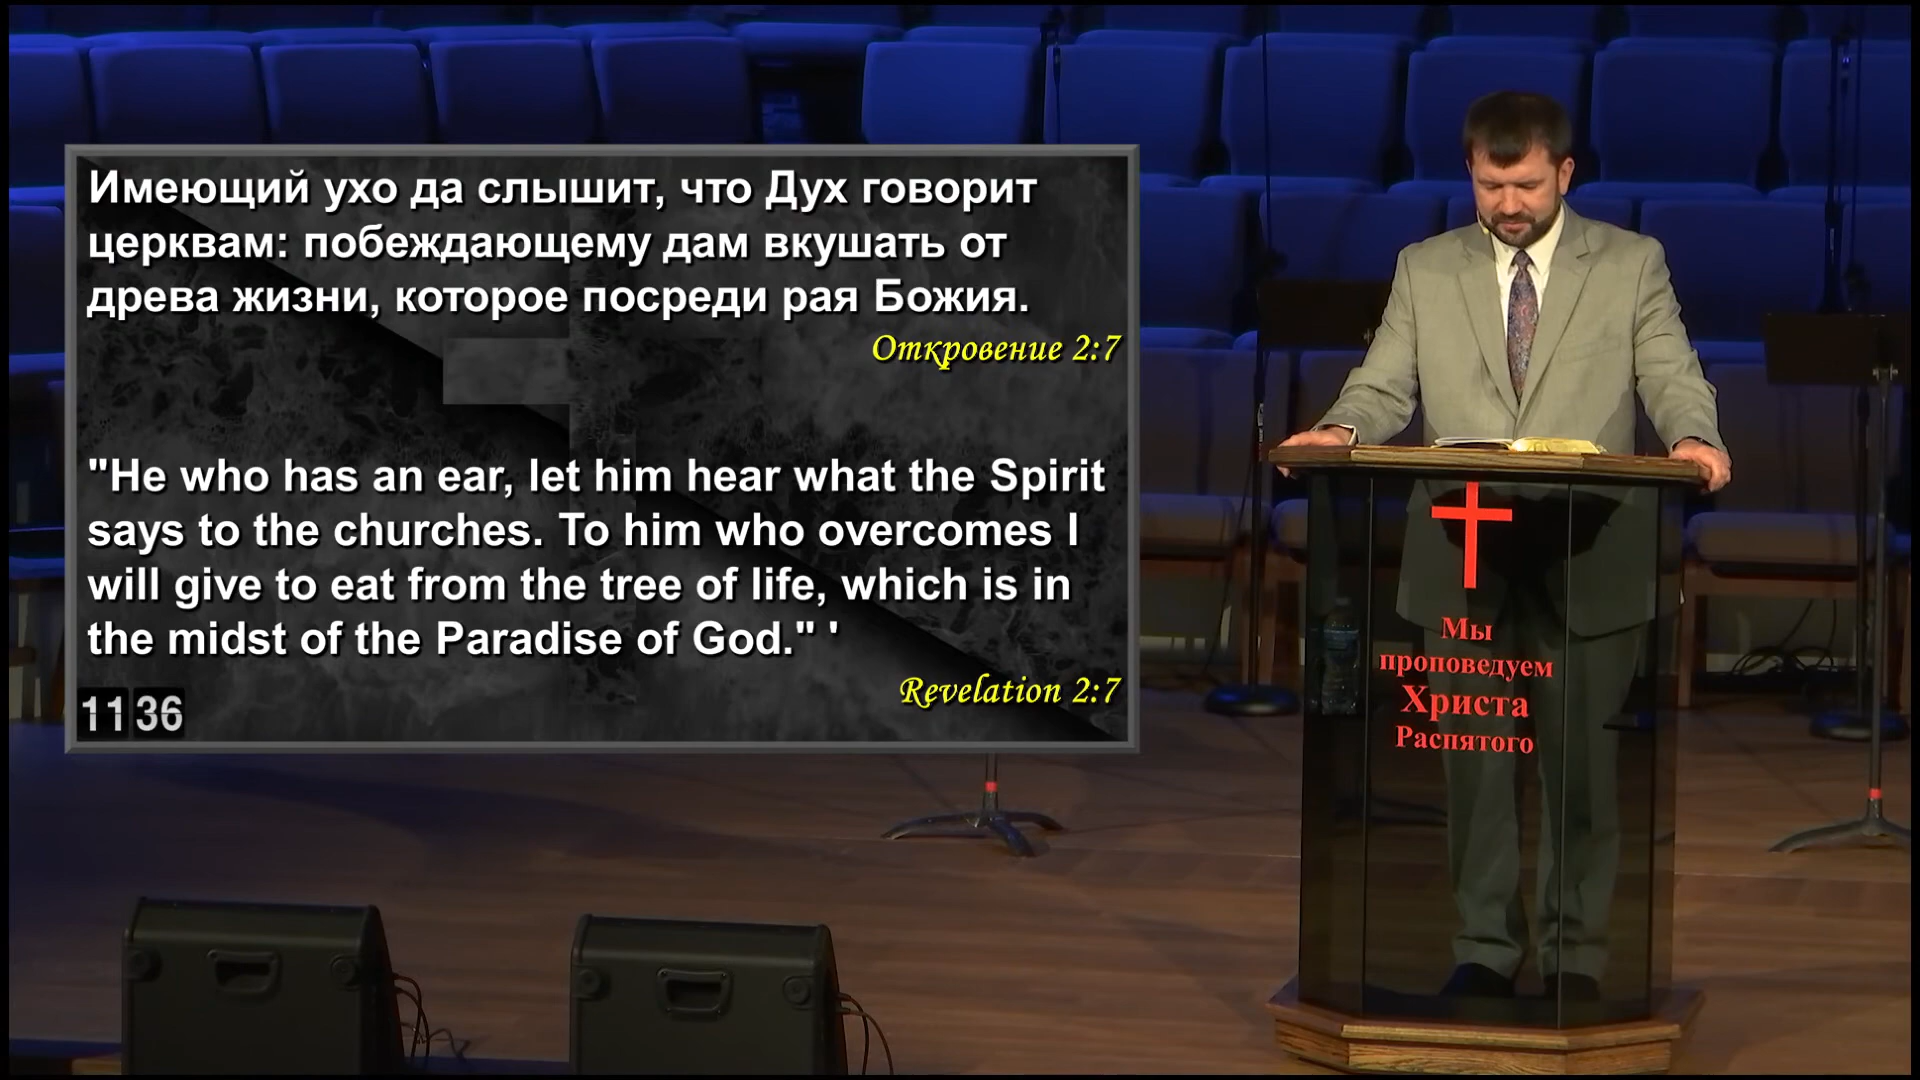 Имеющий ухо да слышит, что Дух говорит
церквам: побеждающему дам вкушать от
древа жизни, которое посреди рая Божия.
Откровение 2:7
"He who has an ear, let him hear what the Spirit
says to the churches. To him who overcomes I
will give to eat from the tree of life, which is in
the midst of the Paradise of God." '
Revelation 2:7
11 36
Мы
проповедуем
Христа
Распятого